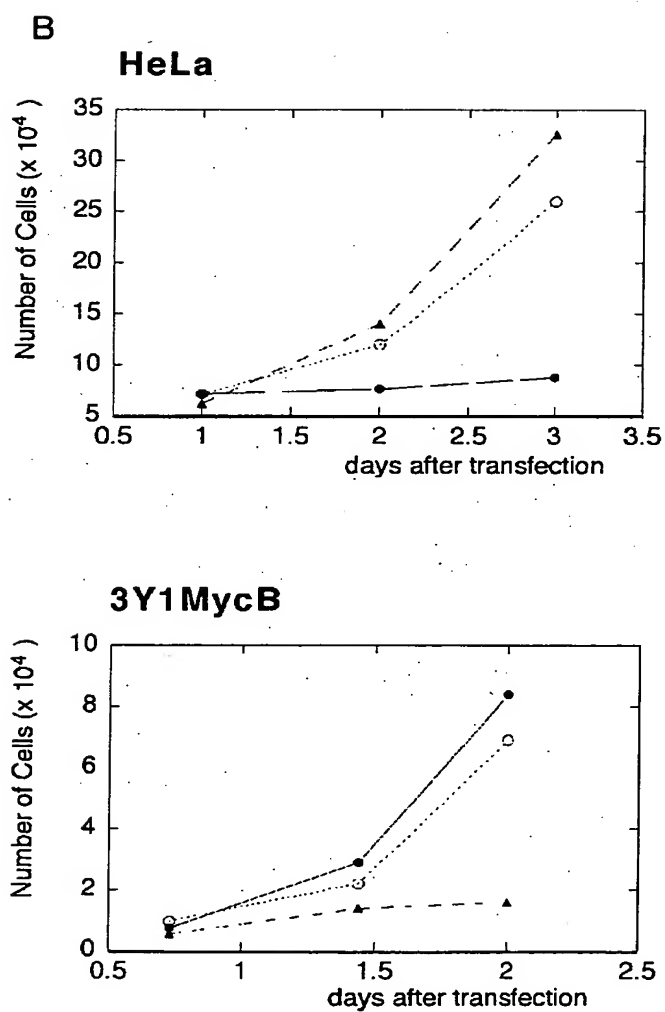 B
HeLa
Number of Cells (x 10⁴ )
35
30
25
20
15
10
5
0.5 1 1.5 2 2.5 3 3.5
days after transfection
3Y1MycB
Number of Cells (x 10⁴ )
10
8
6
4
2
0
0.5 1 1.5 2 2.5
days after transfection